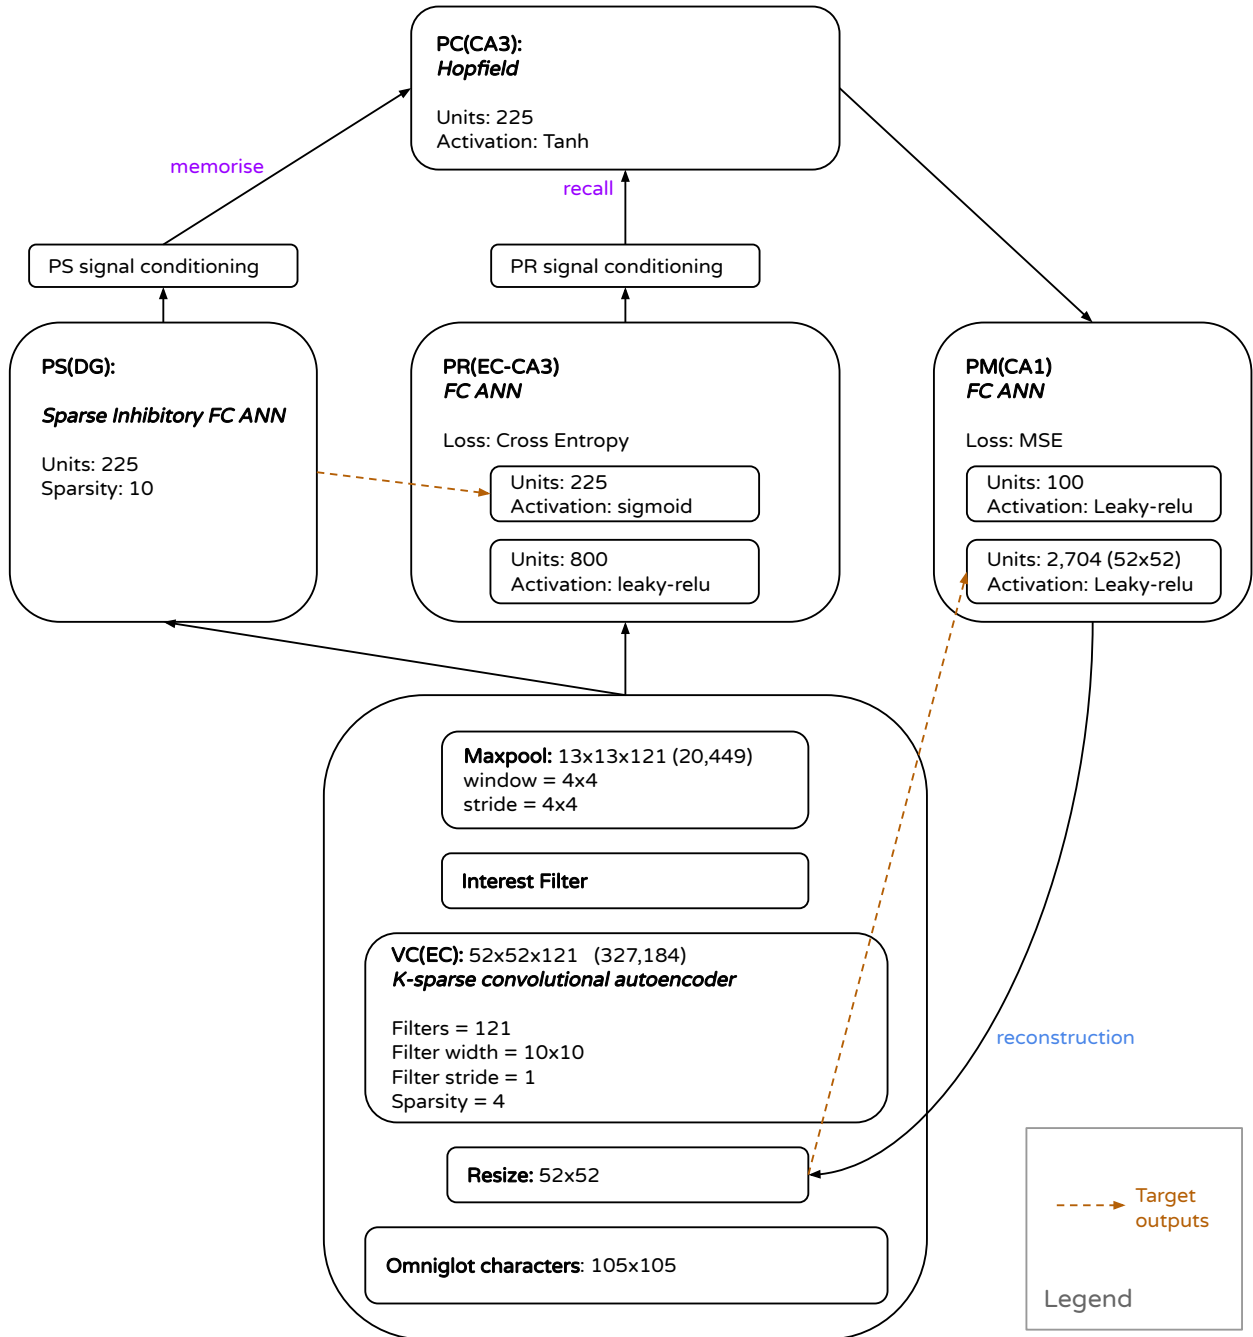 PC(CA3):
Hopfield
Units: 225
Activation: Tanh
memorise
recall
PS signal conditioning
PR signal conditioning
PS(DG):
Sparse Inhibitory FC ANN
Units: 225
Sparsity: 10
PR(EC-CA3)
FC ANN
Loss: Cross Entropy
Units: 225
Activation: sigmoid
Units: 800
Activation: leaky-relu
PM(CA1)
FC ANN
Loss: MSE
Units: 100
Activation: Leaky-relu
Units: 2,704 (52x52)
Activation: Leaky-relu
Maxpool: 13x13x121 (20,449)
window = 4x4
stride = 4x4
Interest Filter
VC(EC): 52x52x121 (327,184)
K-sparse convolutional autoencoder
Filters = 121
Filter width = 10x10
Filter stride = 1
Sparsity = 4
reconstruction
Resize: 52x52
Omniglot characters: 105x105
Target
outputs
Legend